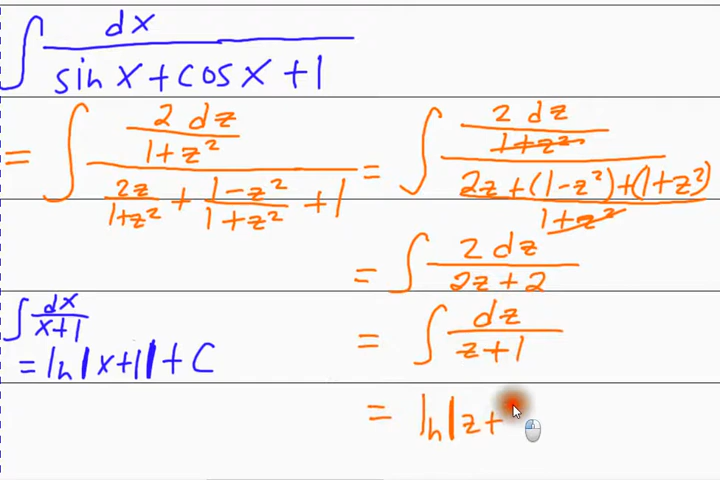 ∫ dx / (sin x + cos x + 1)
= ∫ (2 dz / (1+z²)) / (2z/(1+z²) + (1-z²)/(1+z²) + 1) = ∫ (2 dz / (1+z²)) / ((2z + (1-z²) + (1+z²)) / (1+z²))
= ∫ 2 dz / (2z + 2)
= ∫ dz / (z+1)
∫ dx / (x+1)
= ln|x+1| + C
= ln|z+